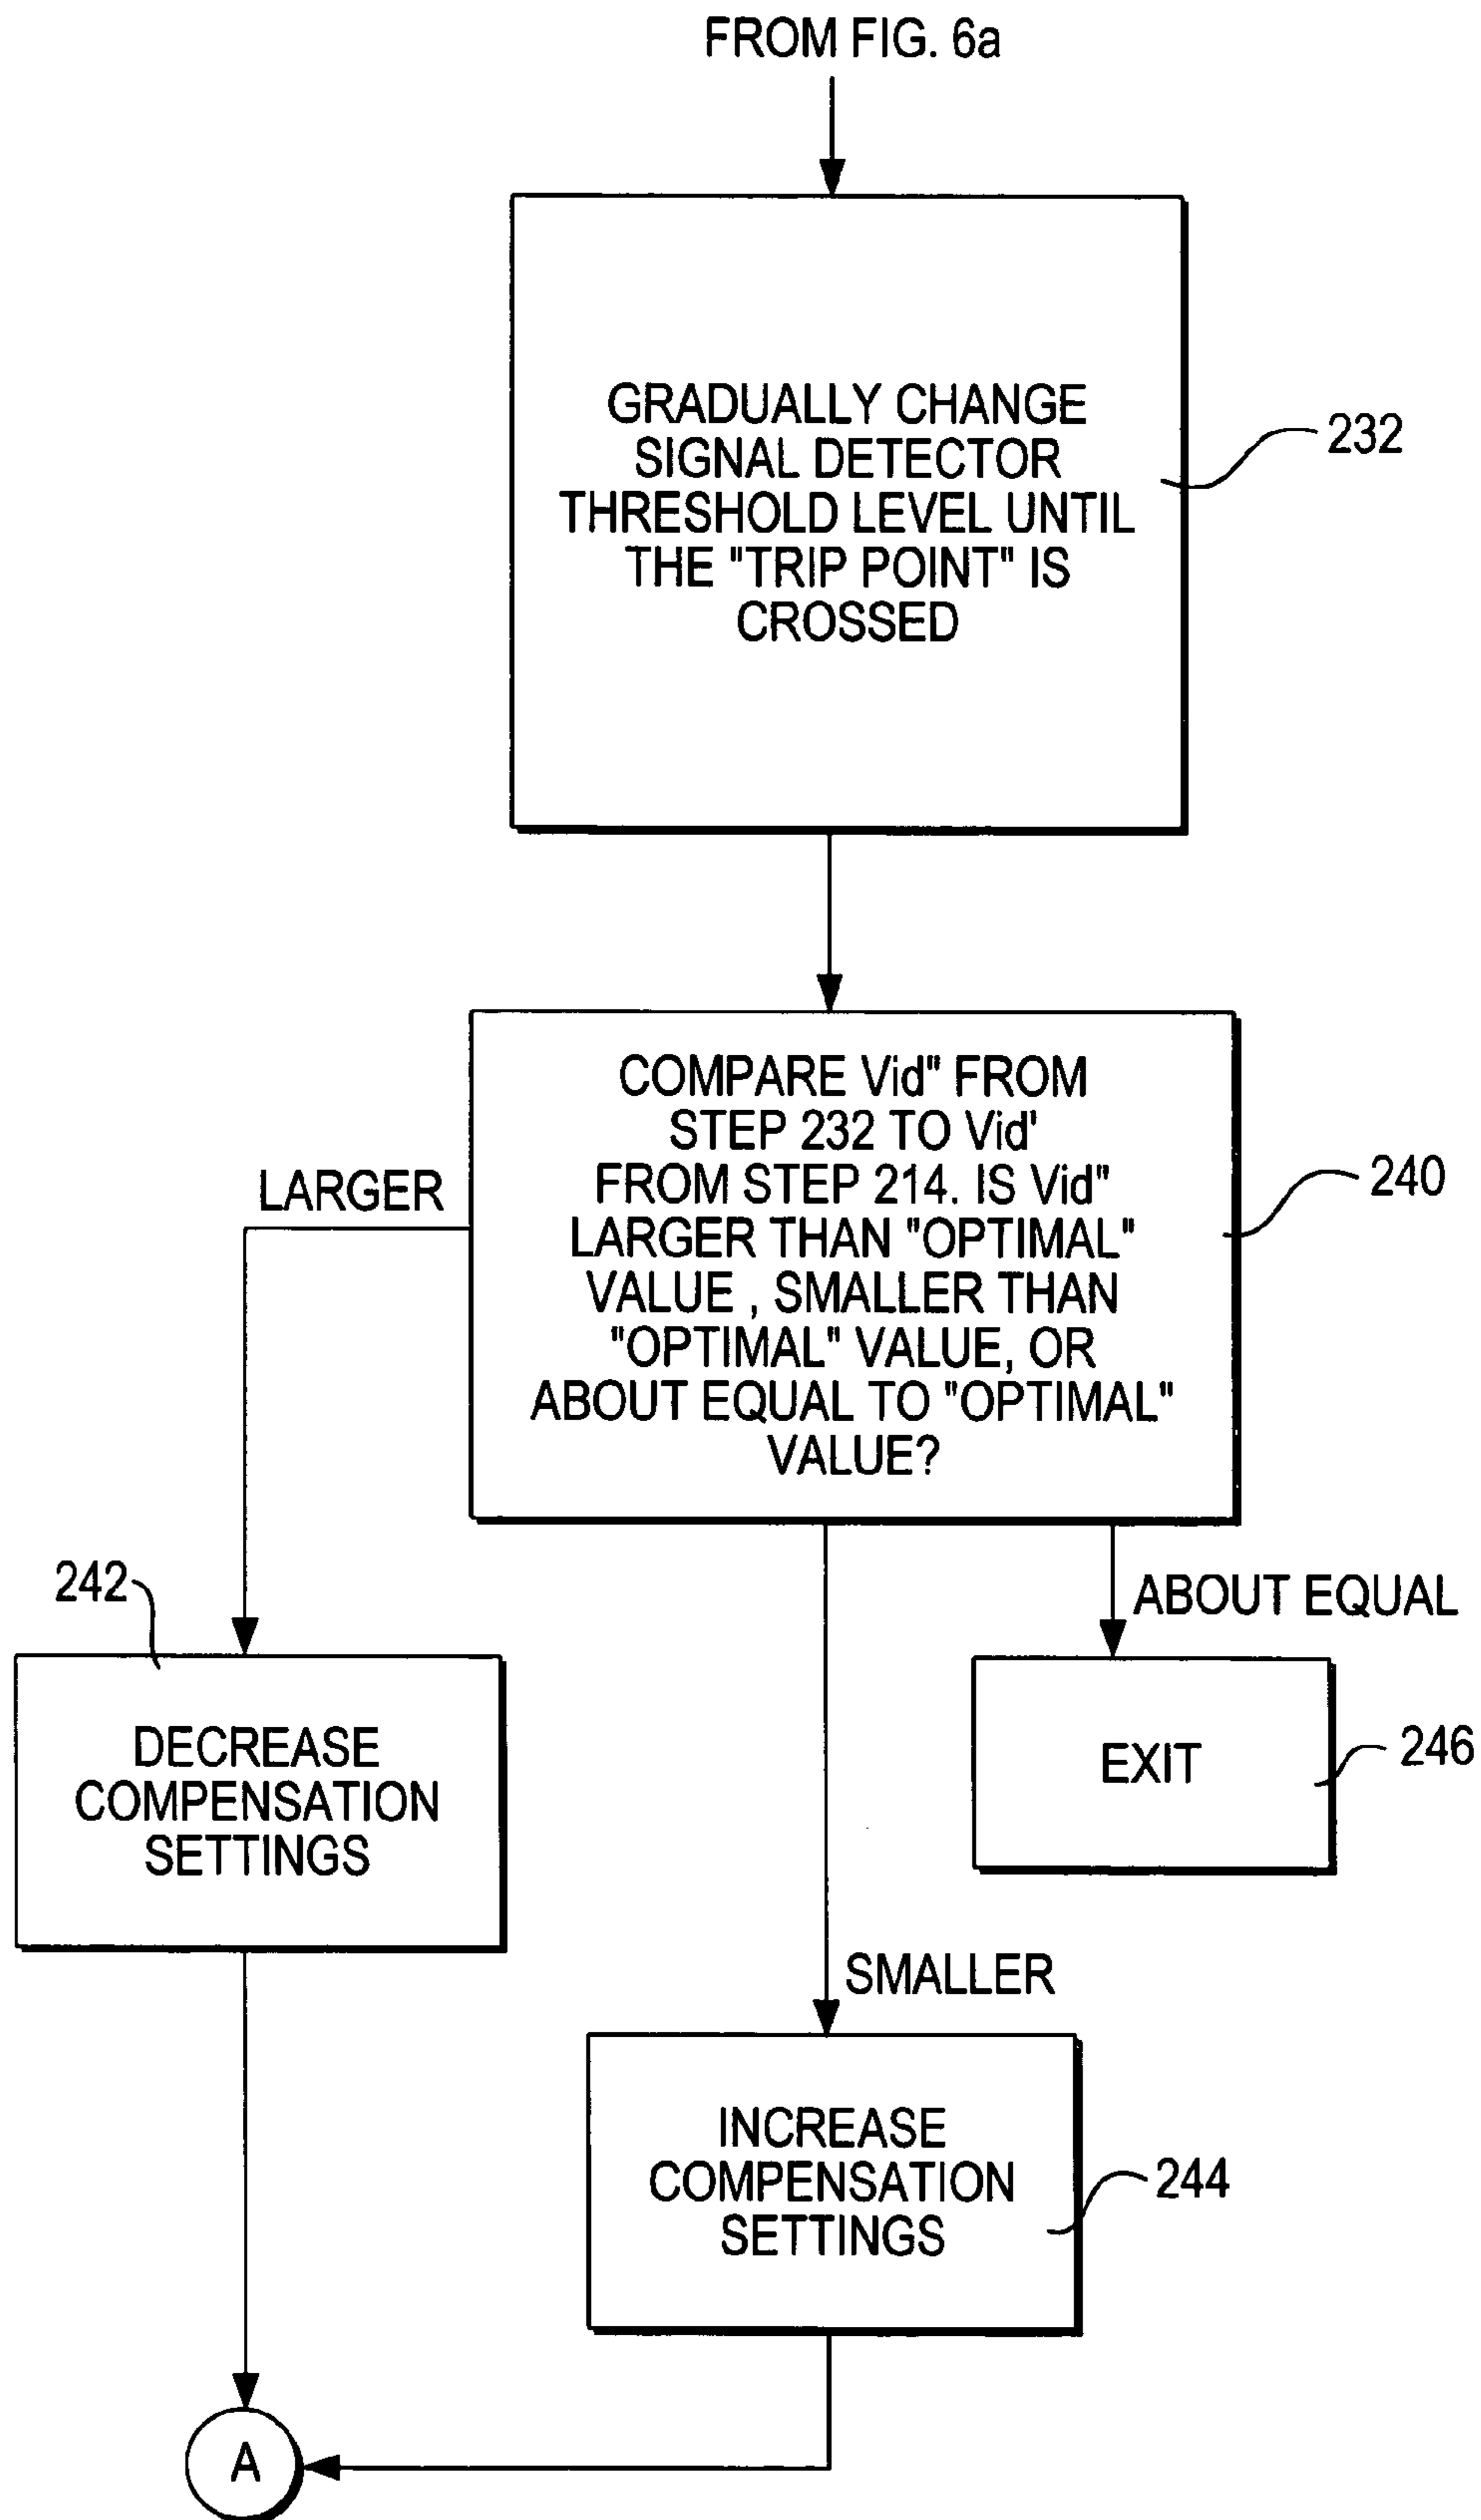 FROM FIG. 6a
GRADUALLY CHANGE
SIGNAL DETECTOR
THRESHOLD LEVEL UNTIL
THE "TRIP POINT" IS
CROSSED
232
COMPARE Vid" FROM
STEP 232 TO Vid'
FROM STEP 214. IS Vid"
LARGER THAN "OPTIMAL"
VALUE , SMALLER THAN
"OPTIMAL" VALUE, OR
ABOUT EQUAL TO "OPTIMAL"
VALUE?
240
LARGER
242
ABOUT EQUAL
DECREASE
COMPENSATION
SETTINGS
EXIT
246
SMALLER
INCREASE
COMPENSATION
SETTINGS
244
A